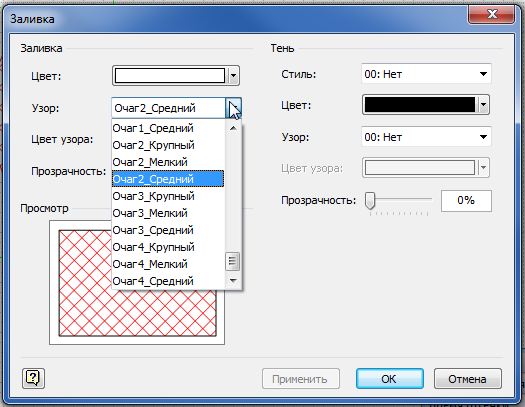 Заливка
Заливка
Цвет:
Узор:
Очаг2_Средний
Цвет узора:
Прозрачность:
Очаг1_Средний
Очаг2_Крупный
Очаг2_Мелкий
Очаг2_Средний
Очаг3_Крупный
Очаг3_Мелкий
Очаг3_Средний
Очаг4_Крупный
Очаг4_Мелкий
Очаг4_Средний
Просмотр
Тень
Стиль:
00: Нет
Цвет:
Узор:
00: Нет
Цвет узора:
Прозрачность:
0%
?
Применить
OK
Отмена